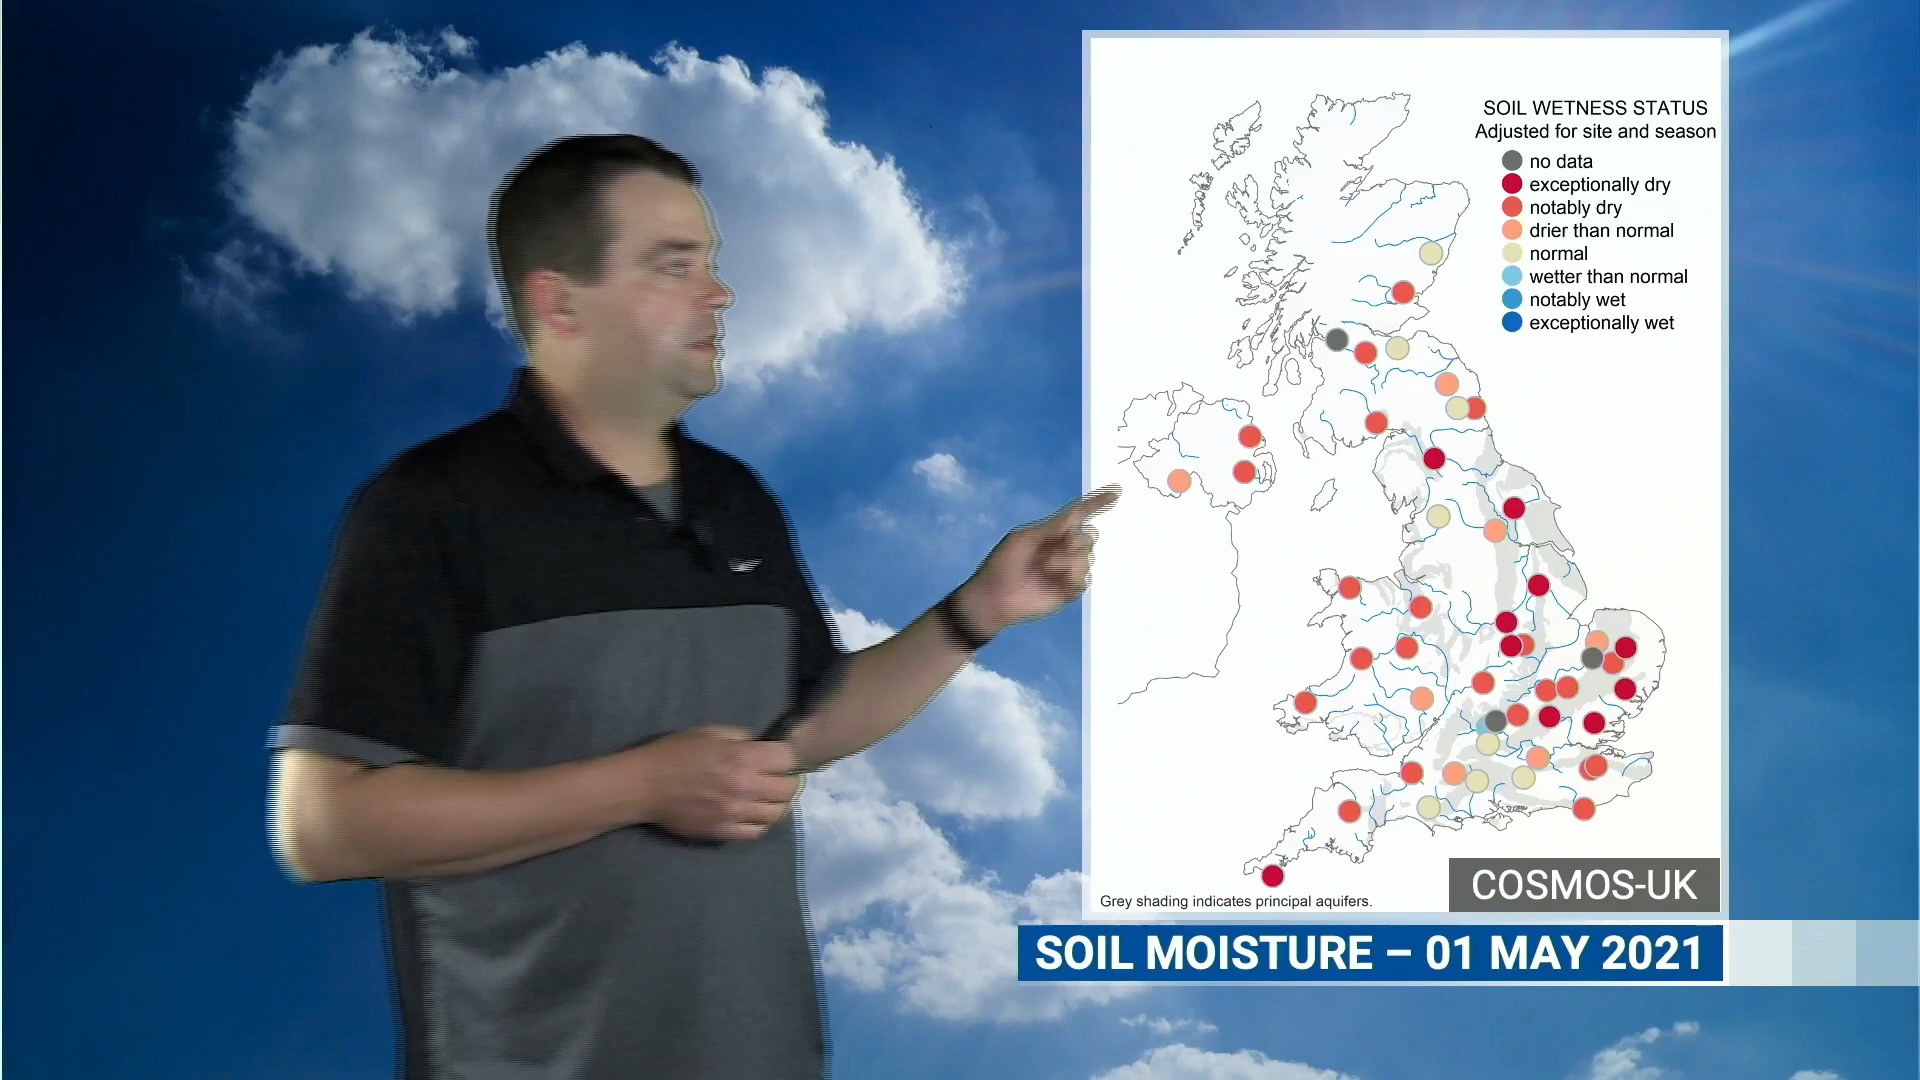 SOIL WETNESS STATUS
Adjusted for site and season
no data
exceptionally dry
notably dry
drier than normal
normal
wetter than normal
notably wet
exceptionally wet
Grey shading indicates principal aquifers.
COSMOS-UK
SOIL MOISTURE – 01 MAY 2021